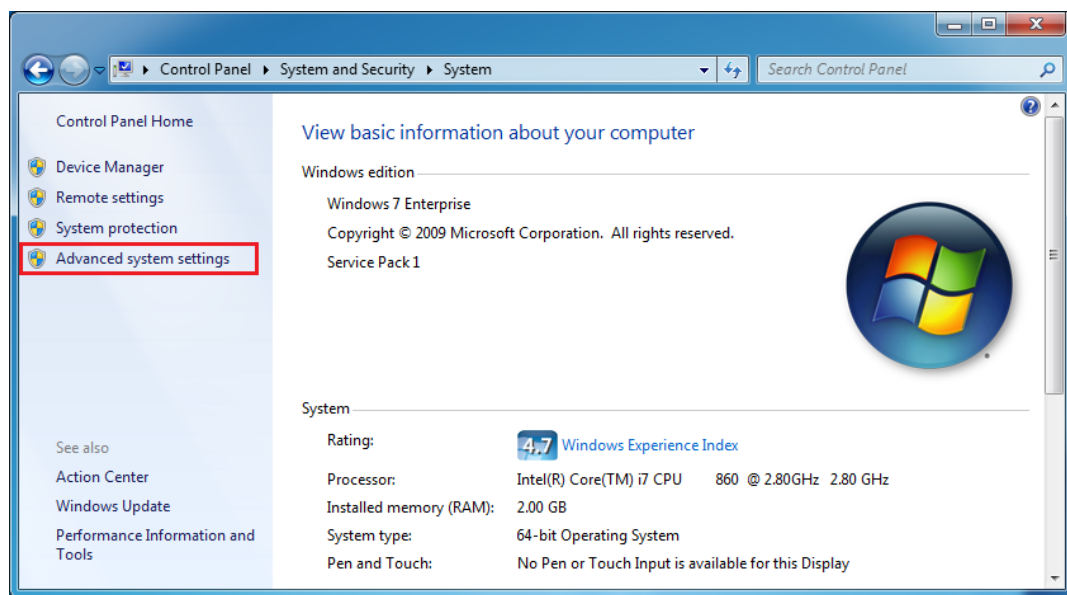 Control Panel ▸ System and Security ▸ System
Search Control Panel
Control Panel Home
Device Manager
Remote settings
System protection
Advanced system settings
See also
Action Center
Windows Update
Performance Information and
Tools
View basic information about your computer
Windows edition
Windows 7 Enterprise
Copyright © 2009 Microsoft Corporation. All rights reserved.
Service Pack 1
System
Rating: 4.7 Windows Experience Index
Processor: Intel(R) Core(TM) i7 CPU 860 @ 2.80GHz 2.80 GHz
Installed memory (RAM): 2.00 GB
System type: 64-bit Operating System
Pen and Touch: No Pen or Touch Input is available for this Display